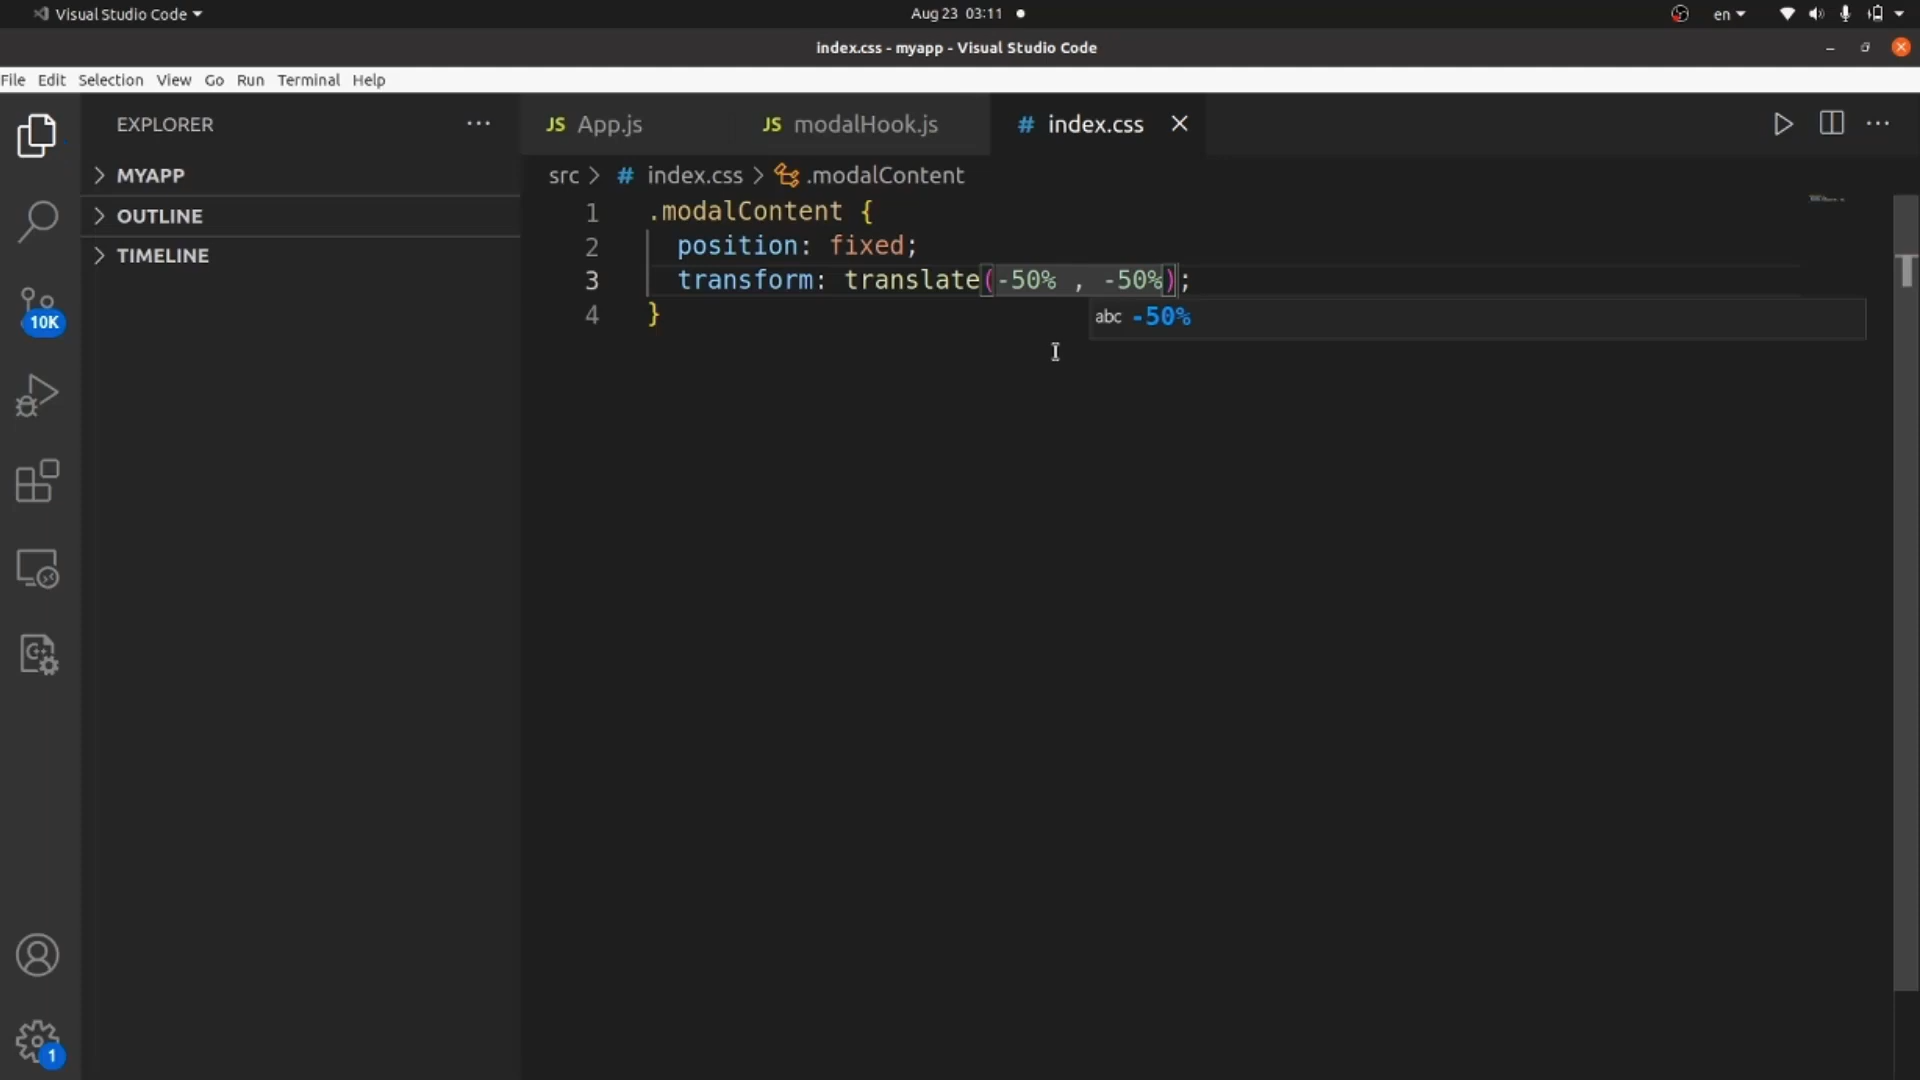 Visual Studio Code
Aug 23 03:11
en
index.css - myapp - Visual Studio Code
File Edit Selection View Go Run Terminal Help
EXPLORER
JS App.js
JS modalHook.js
# index.css
MYAPP
OUTLINE
TIMELINE
src > # index.css > .modalContent
1 .modalContent {
2 position: fixed;
3 transform: translate(-50% , -50%);
4 }
abc -50%
10K
1